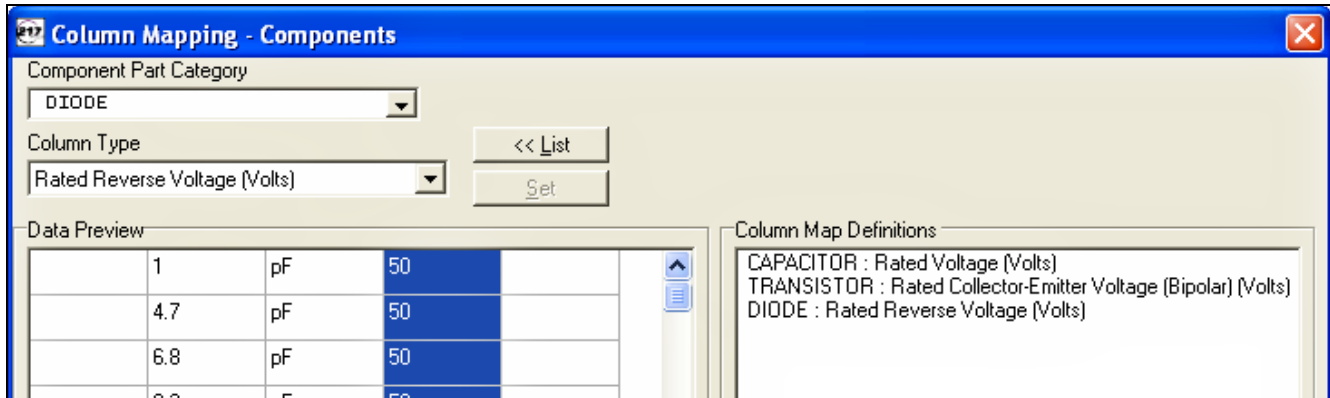 217 Column Mapping - Components
Component Part Category
DIODE
Column Type
<< List
Rated Reverse Voltage (Volts)
Set
Data Preview
1 pF 50
4.7 pF 50
6.8 pF 50
Column Map Definitions
CAPACITOR : Rated Voltage (Volts)
TRANSISTOR : Rated Collector-Emitter Voltage (Bipolar) (Volts)
DIODE : Rated Reverse Voltage (Volts)